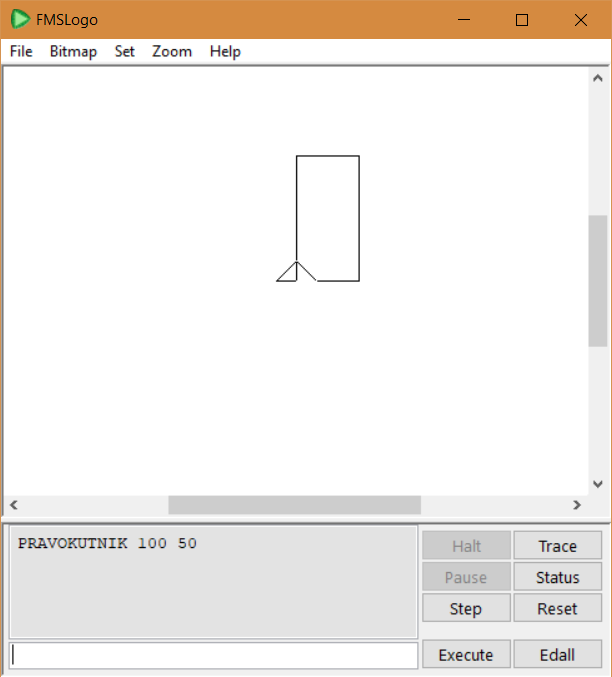 FMSLogo
File Bitmap Set Zoom Help
PRAVOKUTNIK 100 50
Halt Trace
Pause Status
Step Reset
Execute Edall